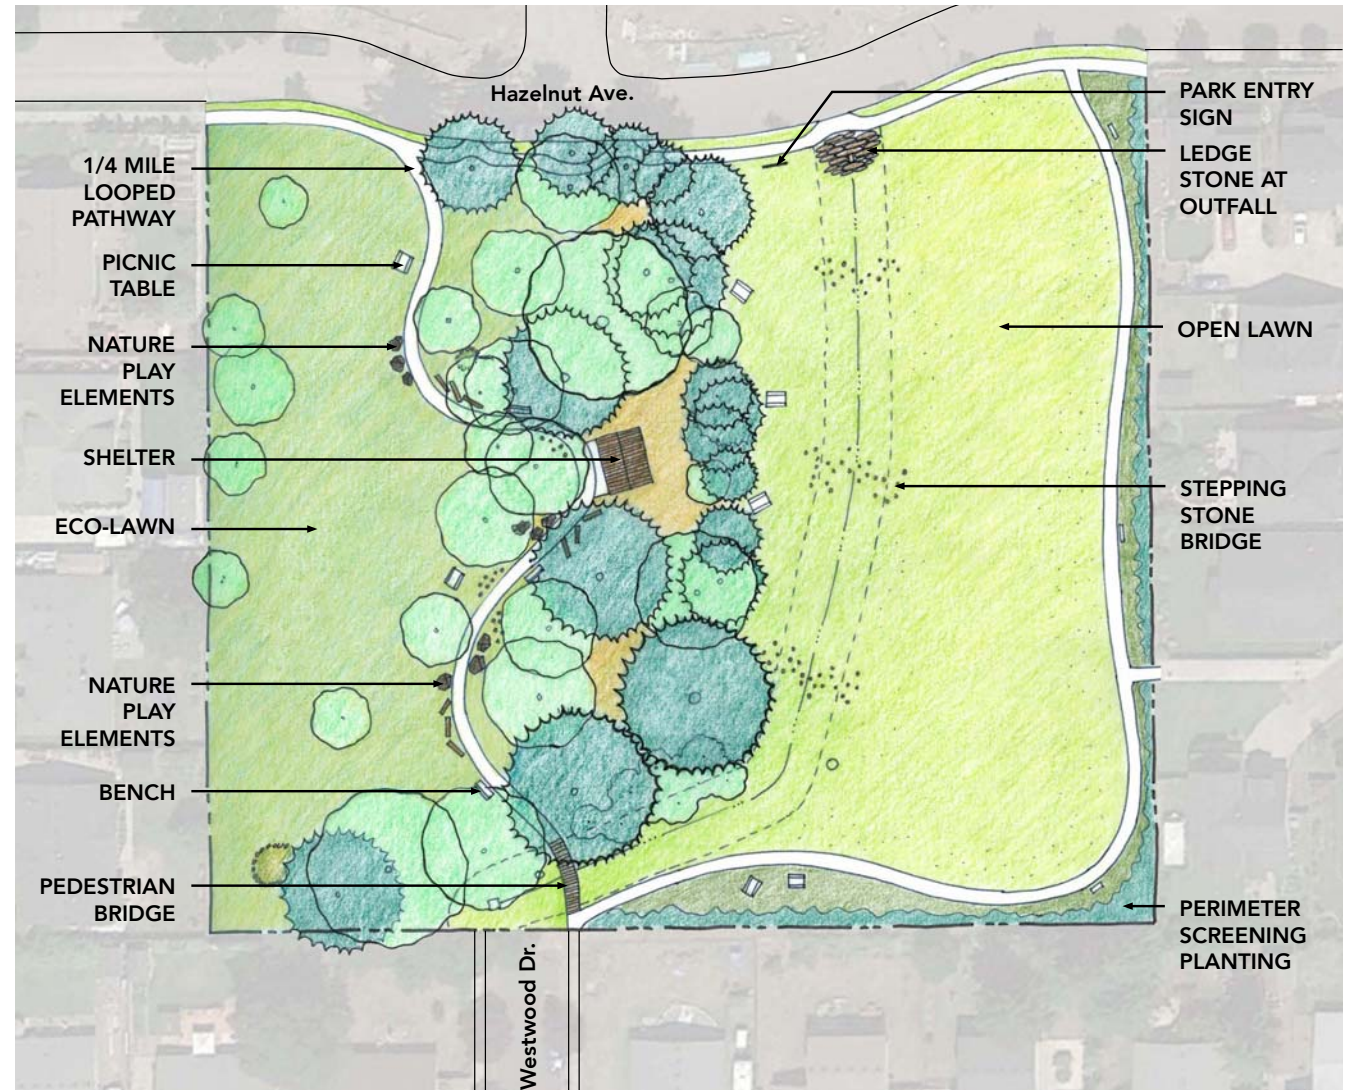 Hazelnut Ave.
1/4 MILE
LOOPED
PATHWAY
PICNIC
TABLE
NATURE
PLAY
ELEMENTS
SHELTER
ECO-LAWN
NATURE
PLAY
ELEMENTS
BENCH
PEDESTRIAN
BRIDGE
PARK ENTRY
SIGN
LEDGE
STONE AT
OUTFALL
OPEN LAWN
STEPPING
STONE
BRIDGE
PERIMETER
SCREENING
PLANTING
Westwood Dr.